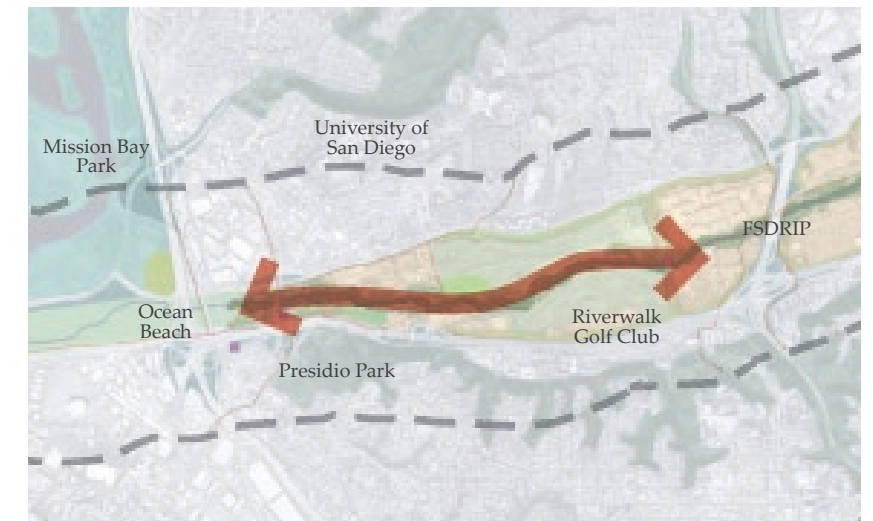 University of
San Diego
Mission Bay
Park
FSDRIP
Ocean
Beach
Riverwalk
Golf Club
Presidio Park